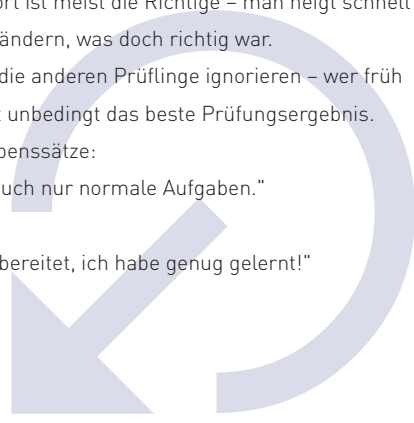 ort ist meist die Richtige – man neigt schnell
ändern, was doch richtig war.
die anderen Prüflinge ignorieren – wer früh
unbedingt das beste Prüfungsergebnis.
benssätze:
uch nur normale Aufgaben."
bereitet, ich habe genug gelernt!"